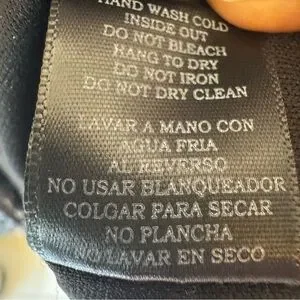 HAND WASH COLD
INSIDE OUT
DO NOT BLEACH
HANG TO DRY
DO NOT IRON
DO NOT DRY CLEAN
LAVAR A MANO CON
AGUA FRIA
AL REVERSO
NO USAR BLANQUEADOR
COLGAR PARA SECAR
NO PLANCHA
NO LAVAR EN SECO